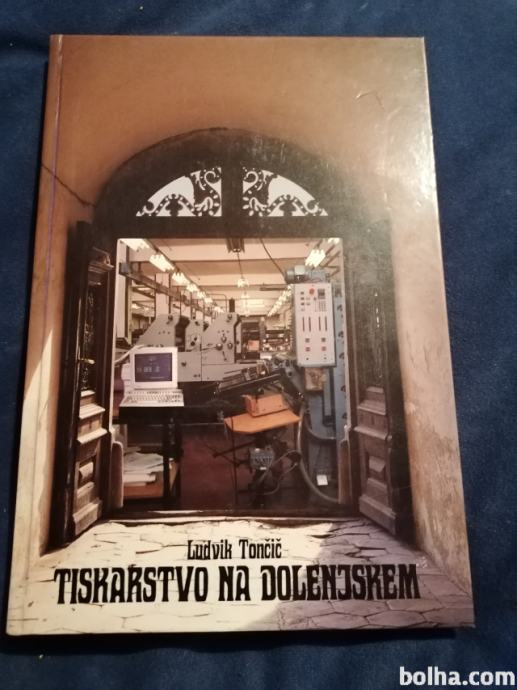 Ludvik Tončič
TISKARSTVO NA DOLENJSKEM
bolha.com